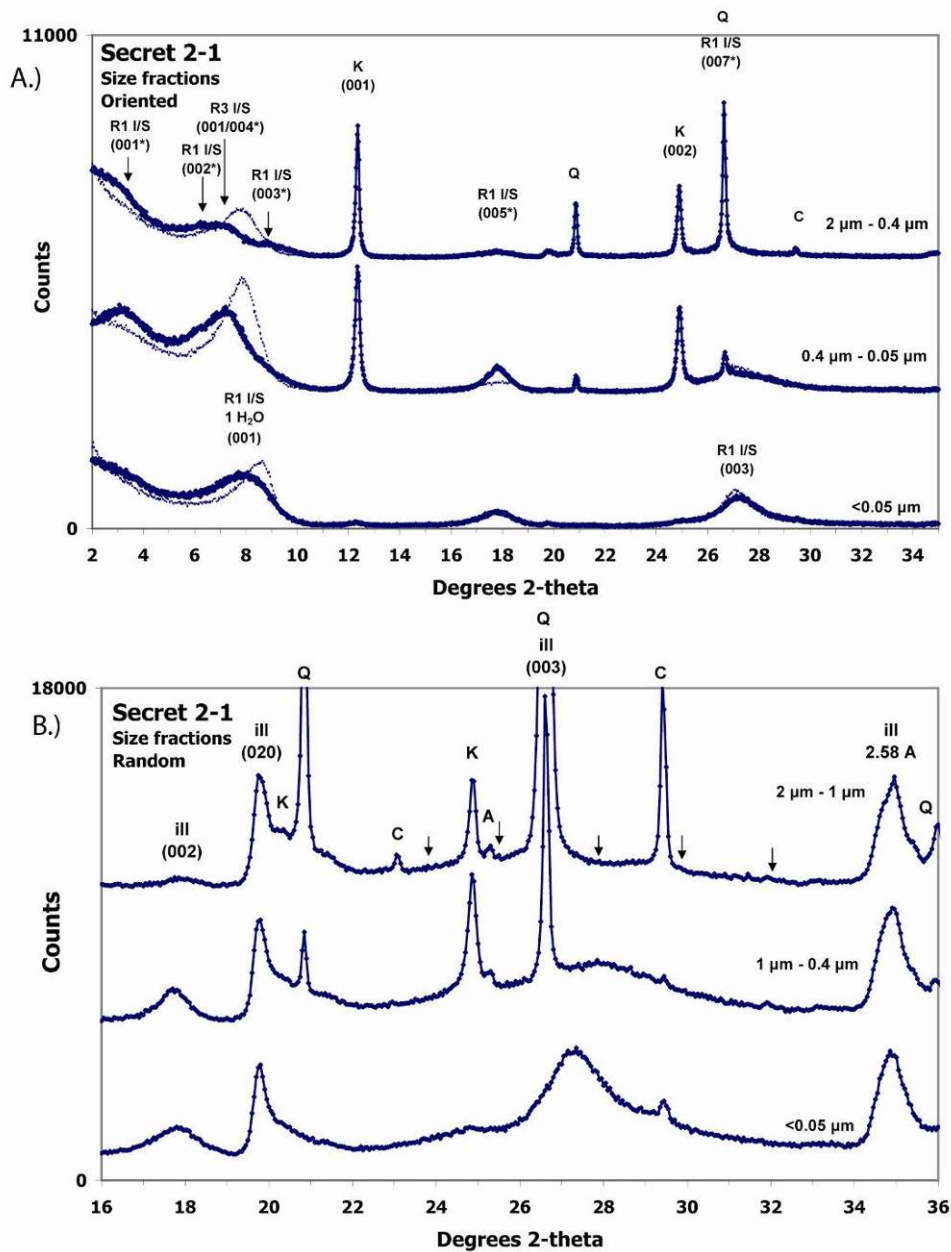 A.)
11000
Secret 2-1
Size fractions
Oriented
R1 I/S
(001*)
R1 I/S
(002*)
R3 I/S
(001/004*)
R1 I/S
(003*)
K
(001)
R1 I/S
(005*)
Q
K
(002)
Q
R1 I/S
(007*)
C
2 μm - 0.4 μm
0.4 μm - 0.05 μm
R1 I/S
1 H₂O
(001)
R1 I/S
(003)
<0.05 μm
Counts
0
2 4 6 8 10 12 14 16 18 20 22 24 26 28 30 32 34
Degrees 2-theta
B.)
18000
Secret 2-1
Size fractions
Random
ill
(002)
ill
(020)
K
Q
C
K
A
Q
ill
(003)
C
2 μm - 1 μm
ill
2.58 A
Q
1 μm - 0.4 μm
<0.05 μm
Counts
0
16 18 20 22 24 26 28 30 32 34 36
Degrees 2-theta